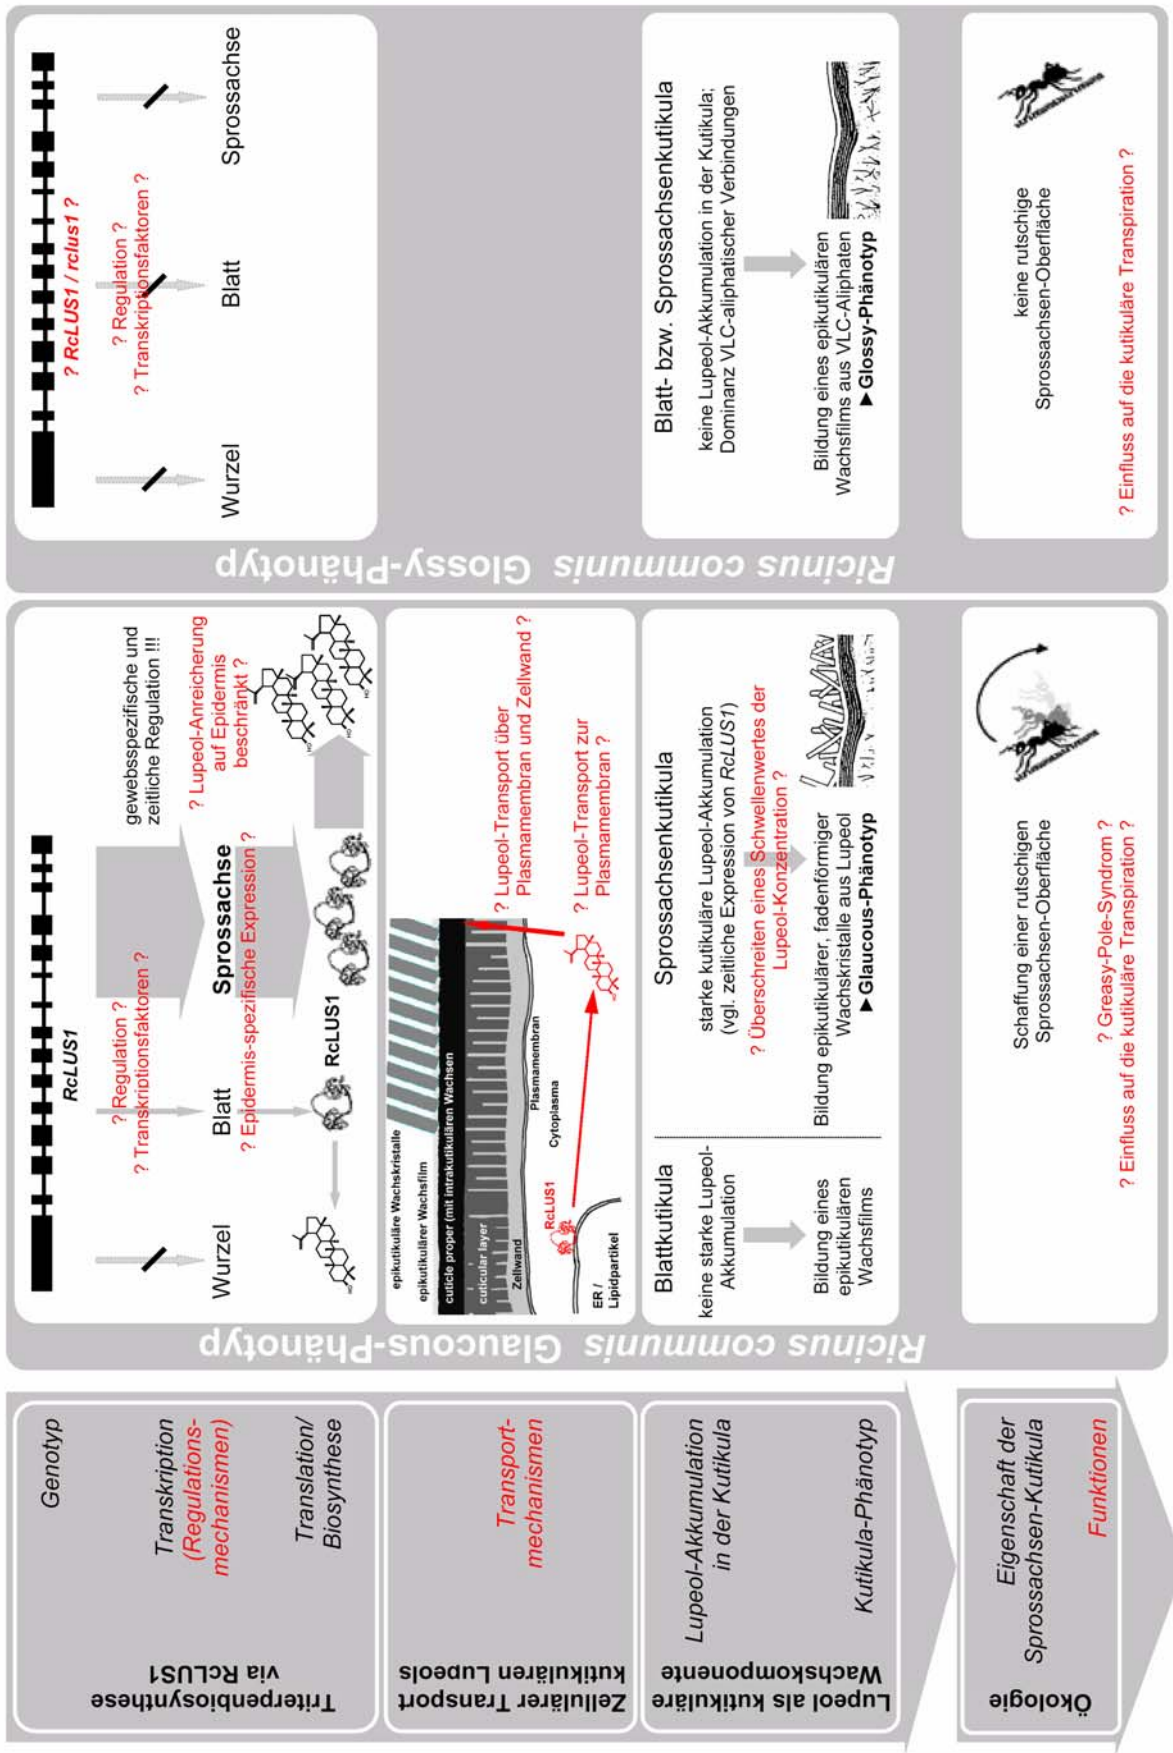 Triterpenbiosynthese
via RcLUS1
Genotyp
Transkription
(Regulations-
mechanismen)
Translation/
Biosynthese
Zellulärer Transport
kutikulären Lupeols
Transport-
mechanismen
Lupeol als kutikuläre
Wachskomponente
Lupeol-Akkumulation
in der Kutikula
Kutikula-Phänotyp
Ökologie
Eigenschaft der
Sprossachsen-Kutikula
Funktionen
Ricinus communis Glaucous-Phänotyp
RcLUS1
? Regulation ?
? Transkriptionsfaktoren ?
gewebsspezifische und
zeitliche Regulation !!!
Wurzel
Blatt
Sprossachse
? Epidermis-spezifische Expression ?
? Lupeol-Anreicherung
auf Epidermis
beschränkt ?
RcLUS1
HO
HO
HO
HO
epikutikuläre Wachskristalle
epikutikulärer Wachsfilm
cuticle proper (mit intrakutikulären Wachsen
cuticular layer
Zellwand
Plasmamembran
Cytoplasma
RcLUS1
ER /
Lipidpartikel
? Lupeol-Transport über
Plasmamembran und Zellwand ?
? Lupeol-Transport zur
Plasmamembran ?
Blattkutikula
keine starke Lupeol-
Akkumulation
Bildung eines
epikutikulären
Wachsfilms
Sprossachsenkutikula
starke kutikuläre Lupeol-Akkumulation
(vgl. zeitliche Expression von RcLUS1)
? Überschreiten eines Schwellenwertes der
Lupeol-Konzentration ?
Bildung epikutikulärer, fadenförmiger
Wachskristalle aus Lupeol
►Glaucous-Phänotyp
Schaffung einer rutschigen
Sprossachsen-Oberfläche
? Greasy-Pole-Syndrom ?
? Einfluss auf die kutikuläre Transpiration ?
Ricinus communis Glossy-Phänotyp
? RcLUS1 / rclus1 ?
? Regulation ?
? Transkriptionsfaktoren ?
Wurzel
Blatt
Sprossachse
Blatt- bzw. Sprossachsenkutikula
keine Lupeol-Akkumulation in der Kutikula;
Dominanz VLC-aliphatischer Verbindungen
Bildung eines epikutikulären
Wachsfilms aus VLC-Aliphaten
►Glossy-Phänotyp
keine rutschige
Sprossachsen-Oberfläche
? Einfluss auf die kutikuläre Transpiration ?